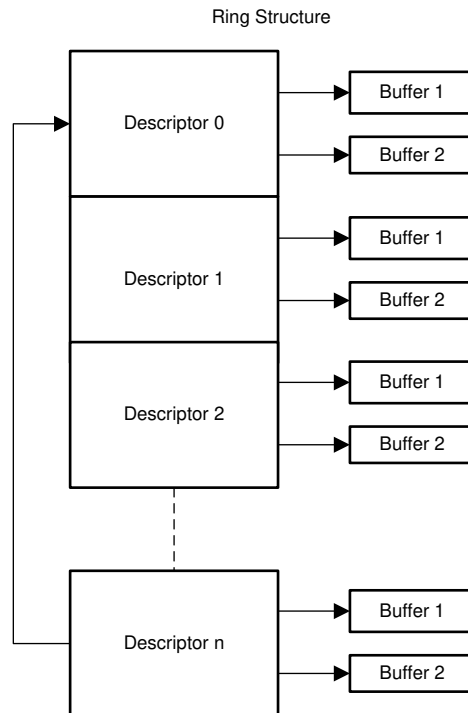 Ring Structure
Descriptor 0
Buffer 1
Buffer 2
Descriptor 1
Buffer 1
Buffer 2
Descriptor 2
Buffer 1
Buffer 2
Descriptor n
Buffer 1
Buffer 2